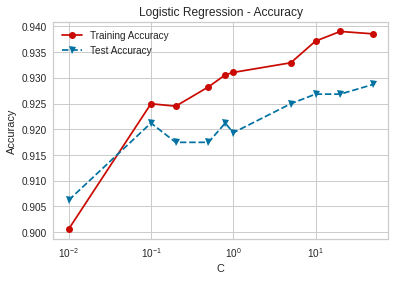 Logistic Regression - Accuracy
Training Accuracy
Test Accuracy
Accuracy
0.940
0.935
0.930
0.925
0.920
0.915
0.910
0.905
0.900
10⁻² 10⁻¹ 10⁰ 10¹
C